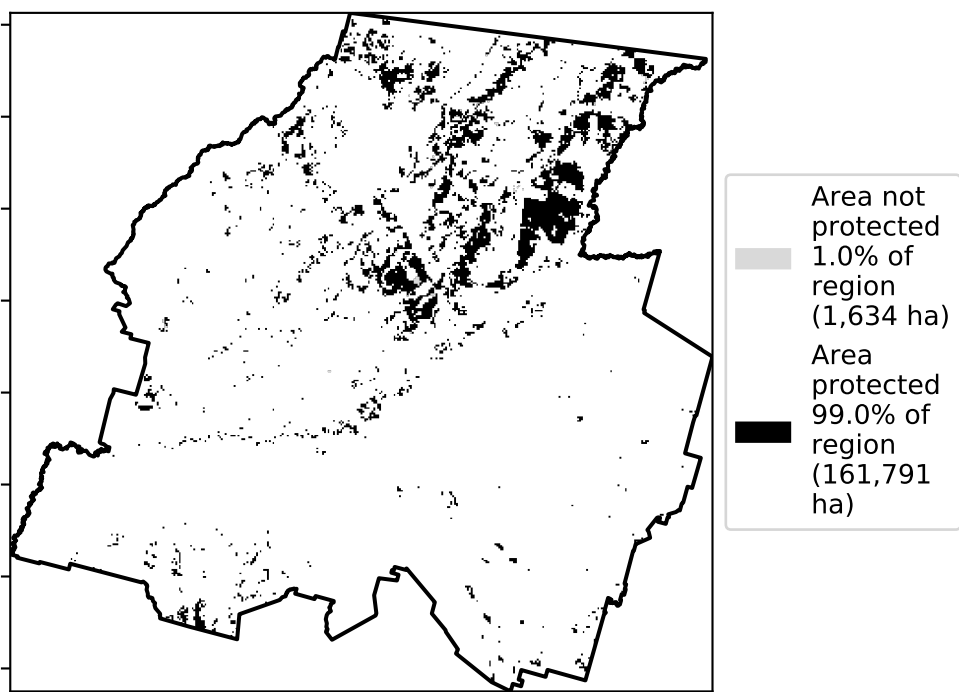 Area not
protected
1.0% of
region
(1,634 ha)
Area
protected
99.0% of
region
(161,791
ha)